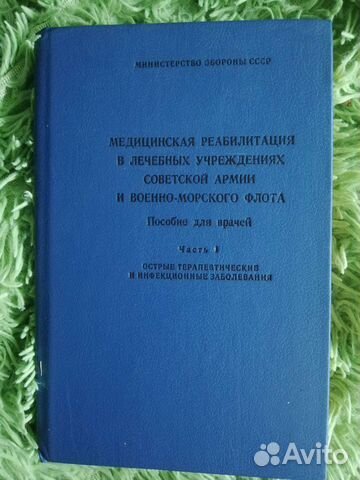 МИНИСТЕРСТВО ОБОРОНЫ СССР
МЕДИЦИНСКАЯ РЕАБИЛИТАЦИЯ
В ЛЕЧЕБНЫХ УЧРЕЖДЕНИЯХ
СОВЕТСКОЙ АРМИИ
И ВОЕННО-МОРСКОГО ФЛОТА
Пособие для врачей
Часть I
ОСТРЫЕ ТЕРАПЕВТИЧЕСКИЕ
И ИНФЕКЦИОННЫЕ ЗАБОЛЕВАНИЯ
Avito